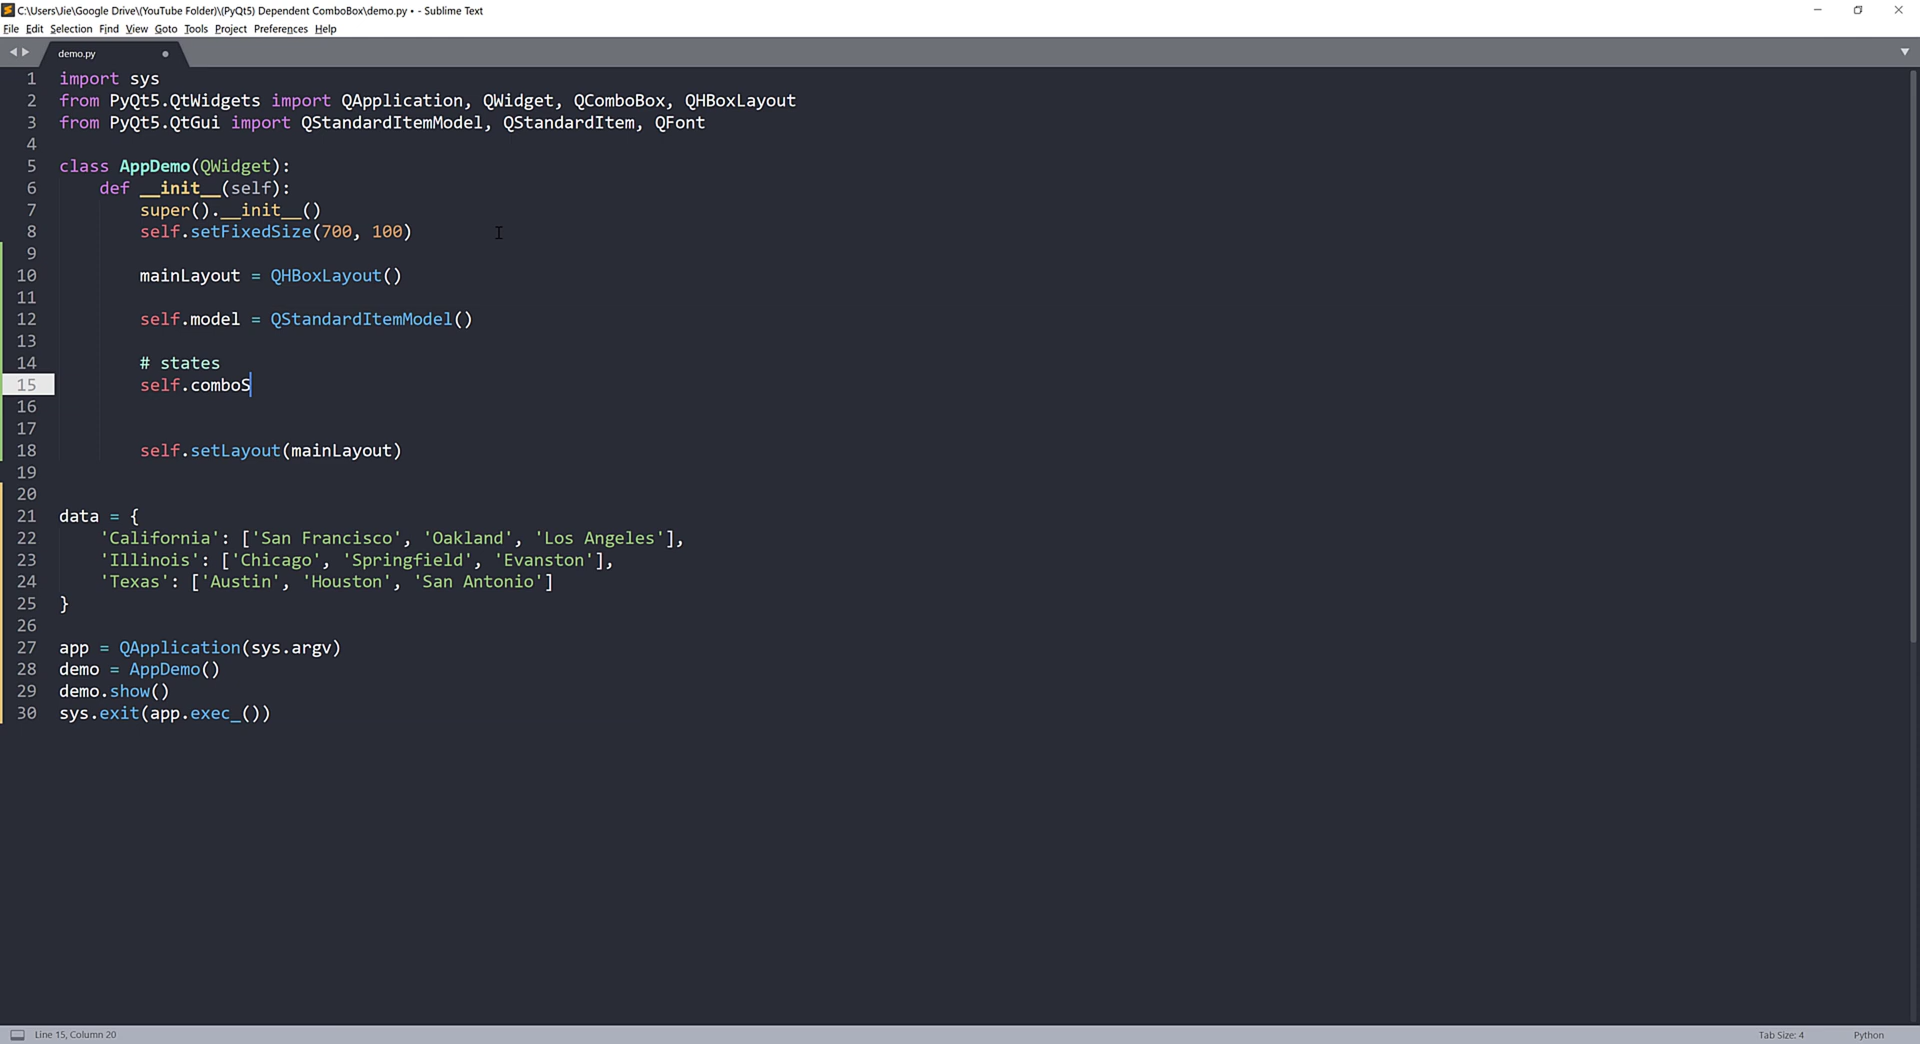 C:\Users\Jie\Google Drive\(YouTube Folder)\(PyQt5) Dependent ComboBox\demo.py • - Sublime Text
File Edit Selection Find View Goto Tools Project Preferences Help
demo.py
1 import sys
2 from PyQt5.QtWidgets import QApplication, QWidget, QComboBox, QHBoxLayout
3 from PyQt5.QtGui import QStandardItemModel, QStandardItem, QFont
4
5 class AppDemo(QWidget):
6     def __init__(self):
7         super().__init__()
8         self.setFixedSize(700, 100)
9
10         mainLayout = QHBoxLayout()
11
12         self.model = QStandardItemModel()
13
14         # states
15         self.comboS
16
17
18         self.setLayout(mainLayout)
19
20
21 data = {
22     'California': ['San Francisco', 'Oakland', 'Los Angeles'],
23     'Illinois': ['Chicago', 'Springfield', 'Evanston'],
24     'Texas': ['Austin', 'Houston', 'San Antonio']
25 }
26
27 app = QApplication(sys.argv)
28 demo = AppDemo()
29 demo.show()
30 sys.exit(app.exec_())
Line 15, Column 20 Tab Size: 4 Python